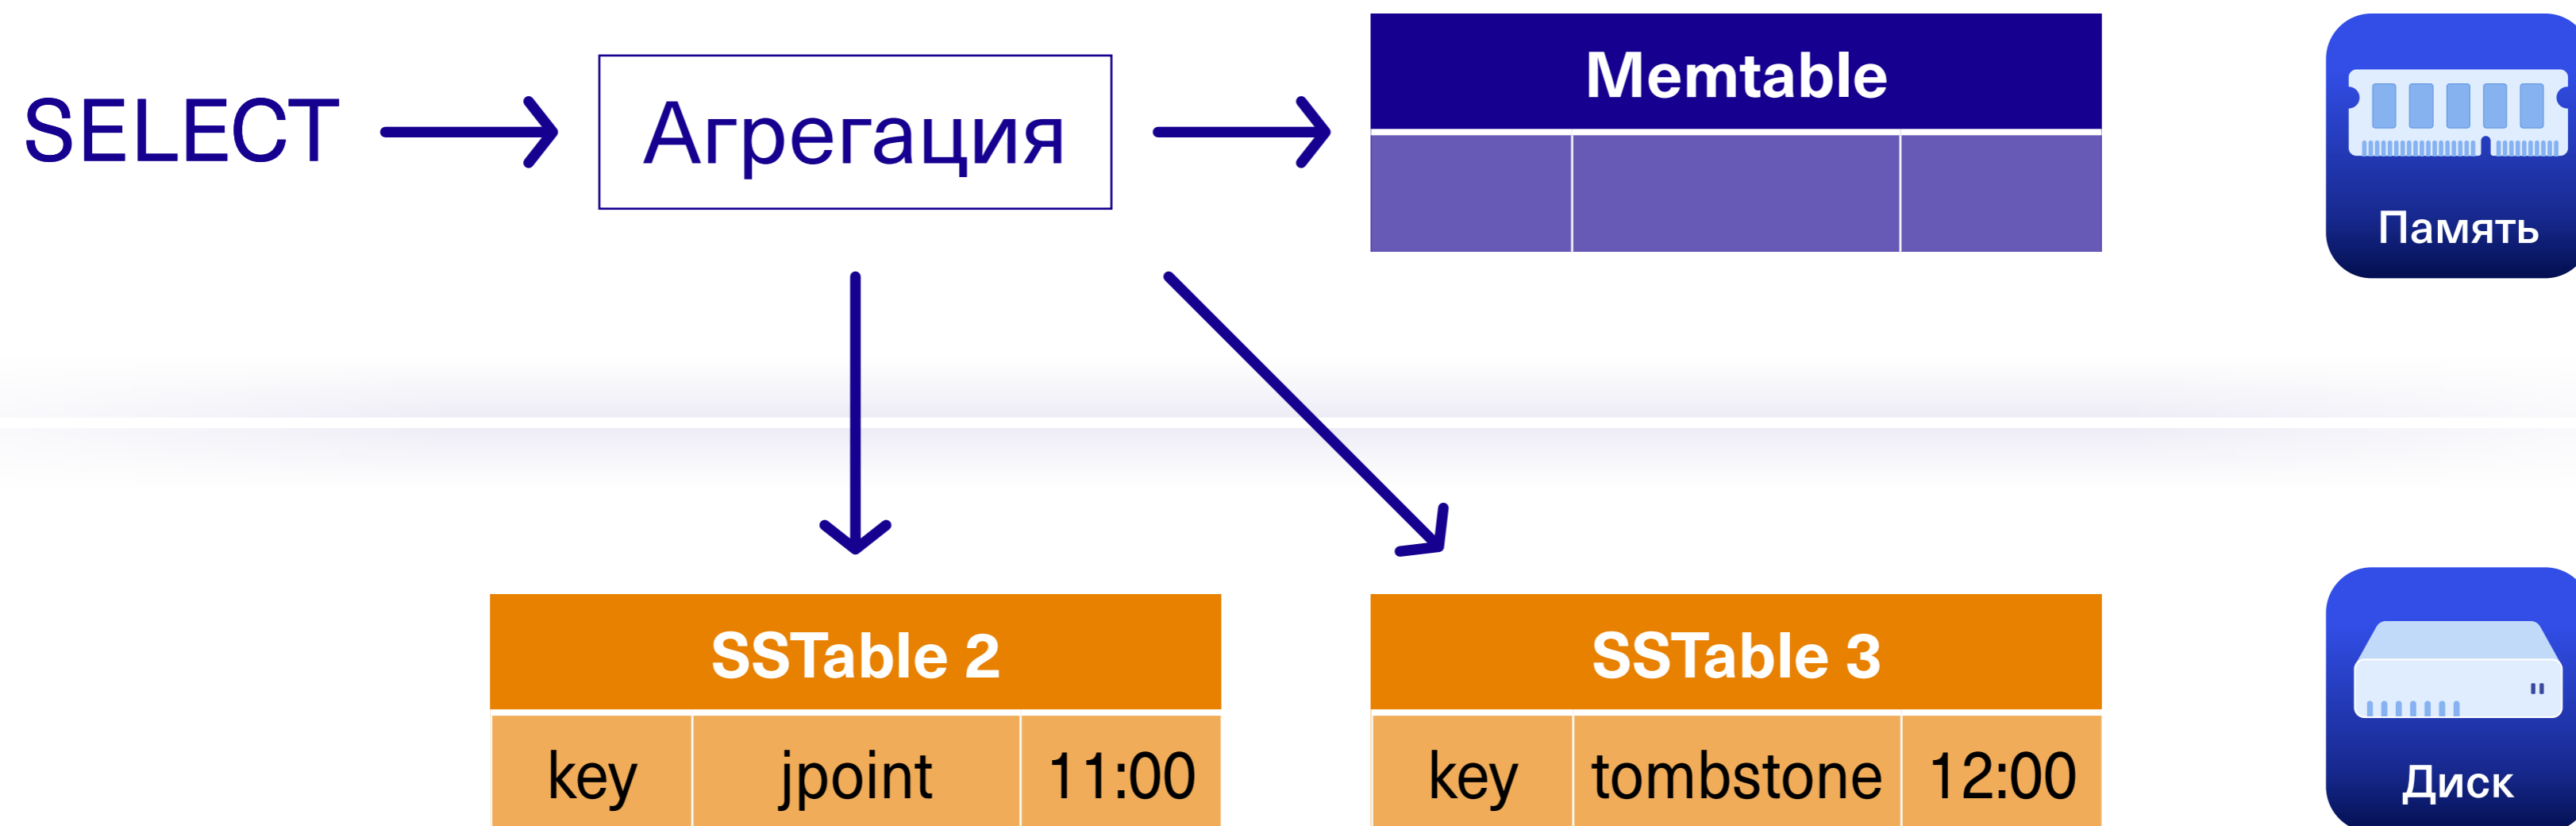 SELECT
Агрегация
Memtable
Память
SSTable 2
SSTable 3
key
jpoint
11:00
key
tombstone
12:00
Диск